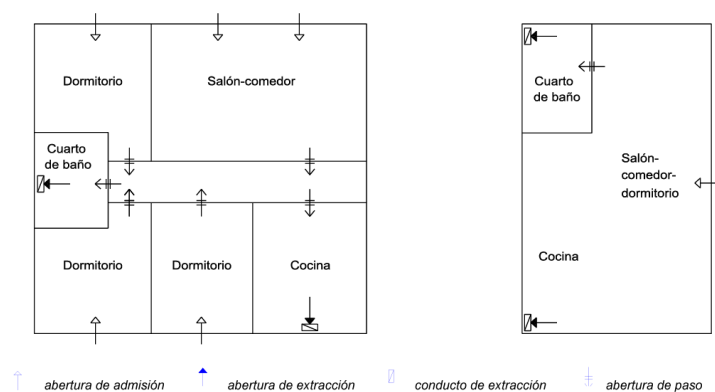 Dormitorio
Salón-comedor
Cuarto
de baño
Dormitorio
Dormitorio
Cocina
Cuarto
de baño
Salón-
comedor-
dormitorio
Cocina
abertura de admisión
abertura de extracción
conducto de extracción
abertura de paso